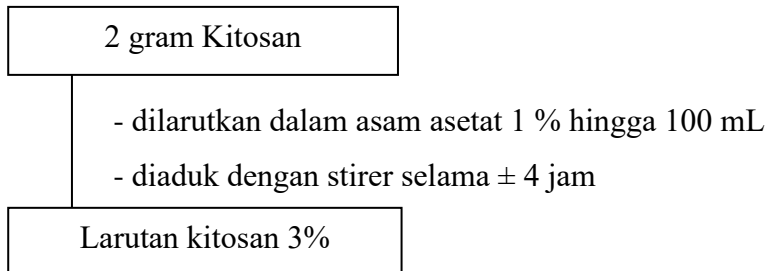 2 gram Kitosan
- dilarutkan dalam asam asetat 1 % hingga 100 mL
- diaduk dengan stirer selama ± 4 jam
Larutan kitosan 3%